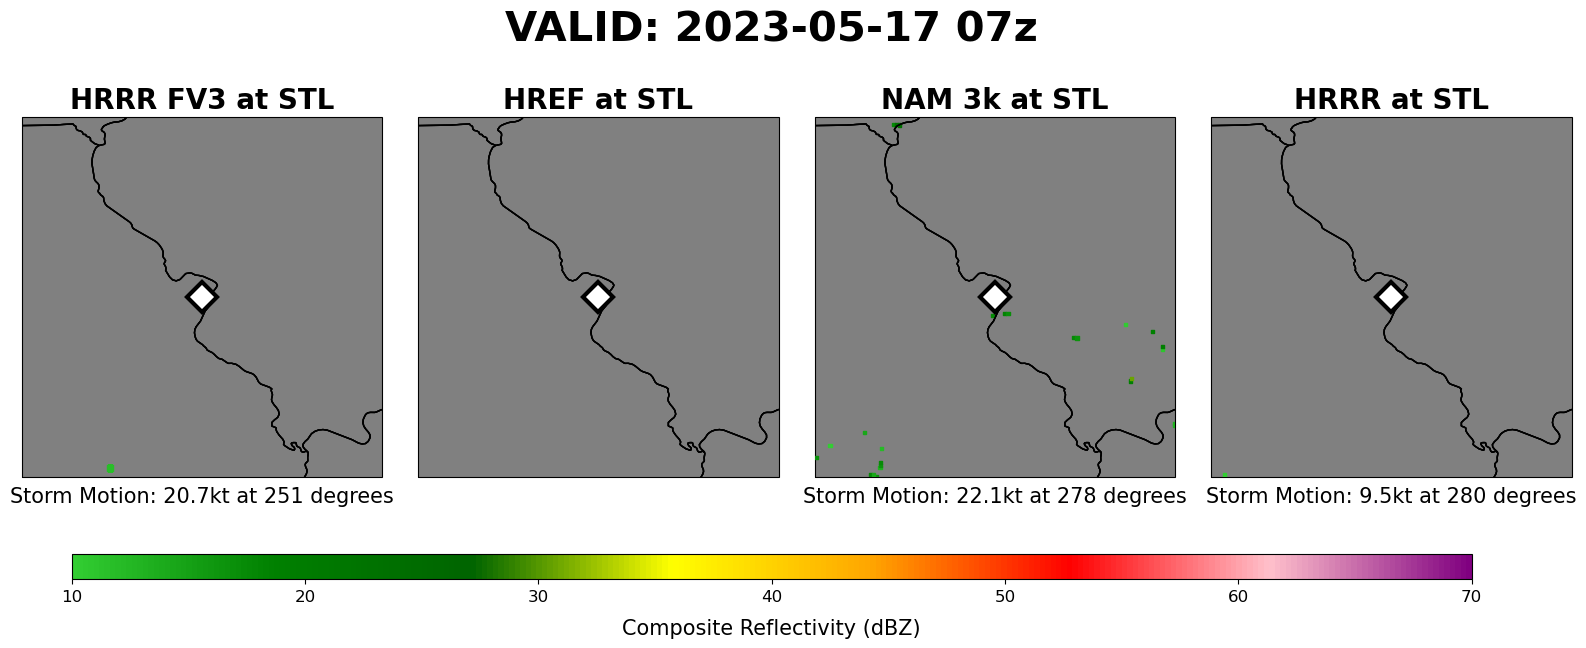 VALID: 2023-05-17 07z
HRRR FV3 at STL
HREF at STL
NAM 3k at STL
HRRR at STL
Storm Motion: 20.7kt at 251 degrees
Storm Motion: 22.1kt at 278 degrees
Storm Motion: 9.5kt at 280 degrees
10 20 30 40 50 60 70
Composite Reflectivity (dBZ)